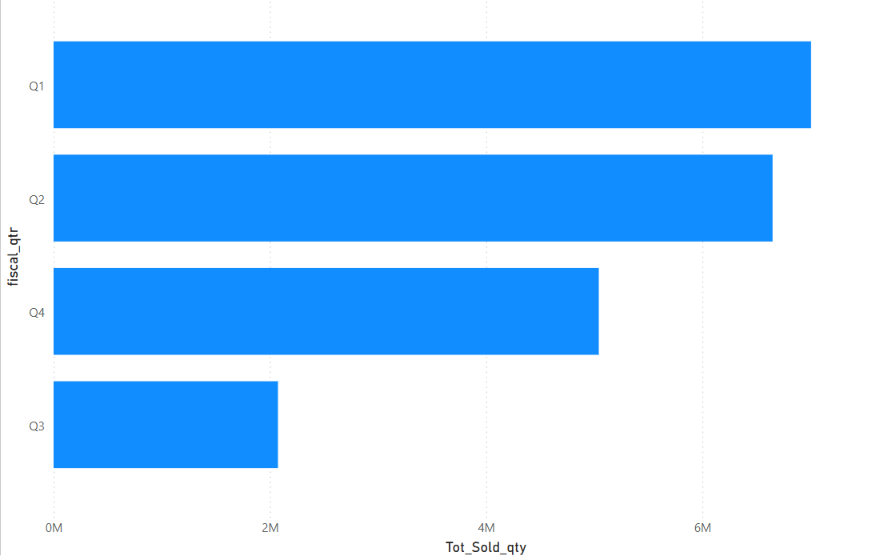 fiscal_qtr
Q1
Q2
Q4
Q3
0M 2M 4M 6M
Tot_Sold_qty